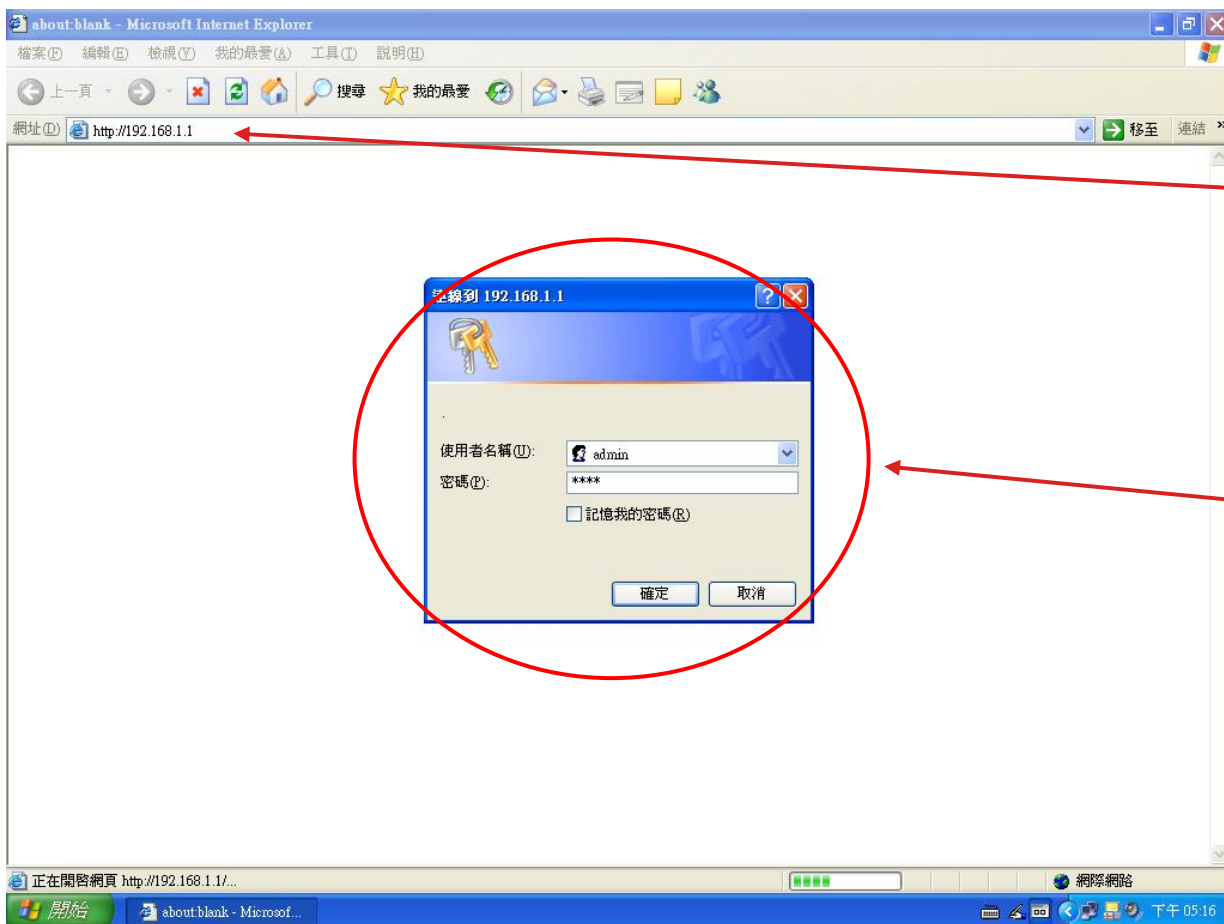 about:blank - Microsoft Internet Explorer
檔案(F) 編輯(E) 檢視(V) 我的最愛(A) 工具(T) 說明(H)
上一頁 搜尋 我的最愛
網址(D) http://192.168.1.1 移至 連結 »
連線到 192.168.1.1
.
使用者名稱(U): admin
密碼(P): ****
記憶我的密碼(R)
確定 取消
正在開啓網頁 http://192.168.1.1/... 網際網路
開始 about:blank - Microsof... 下午 05:16